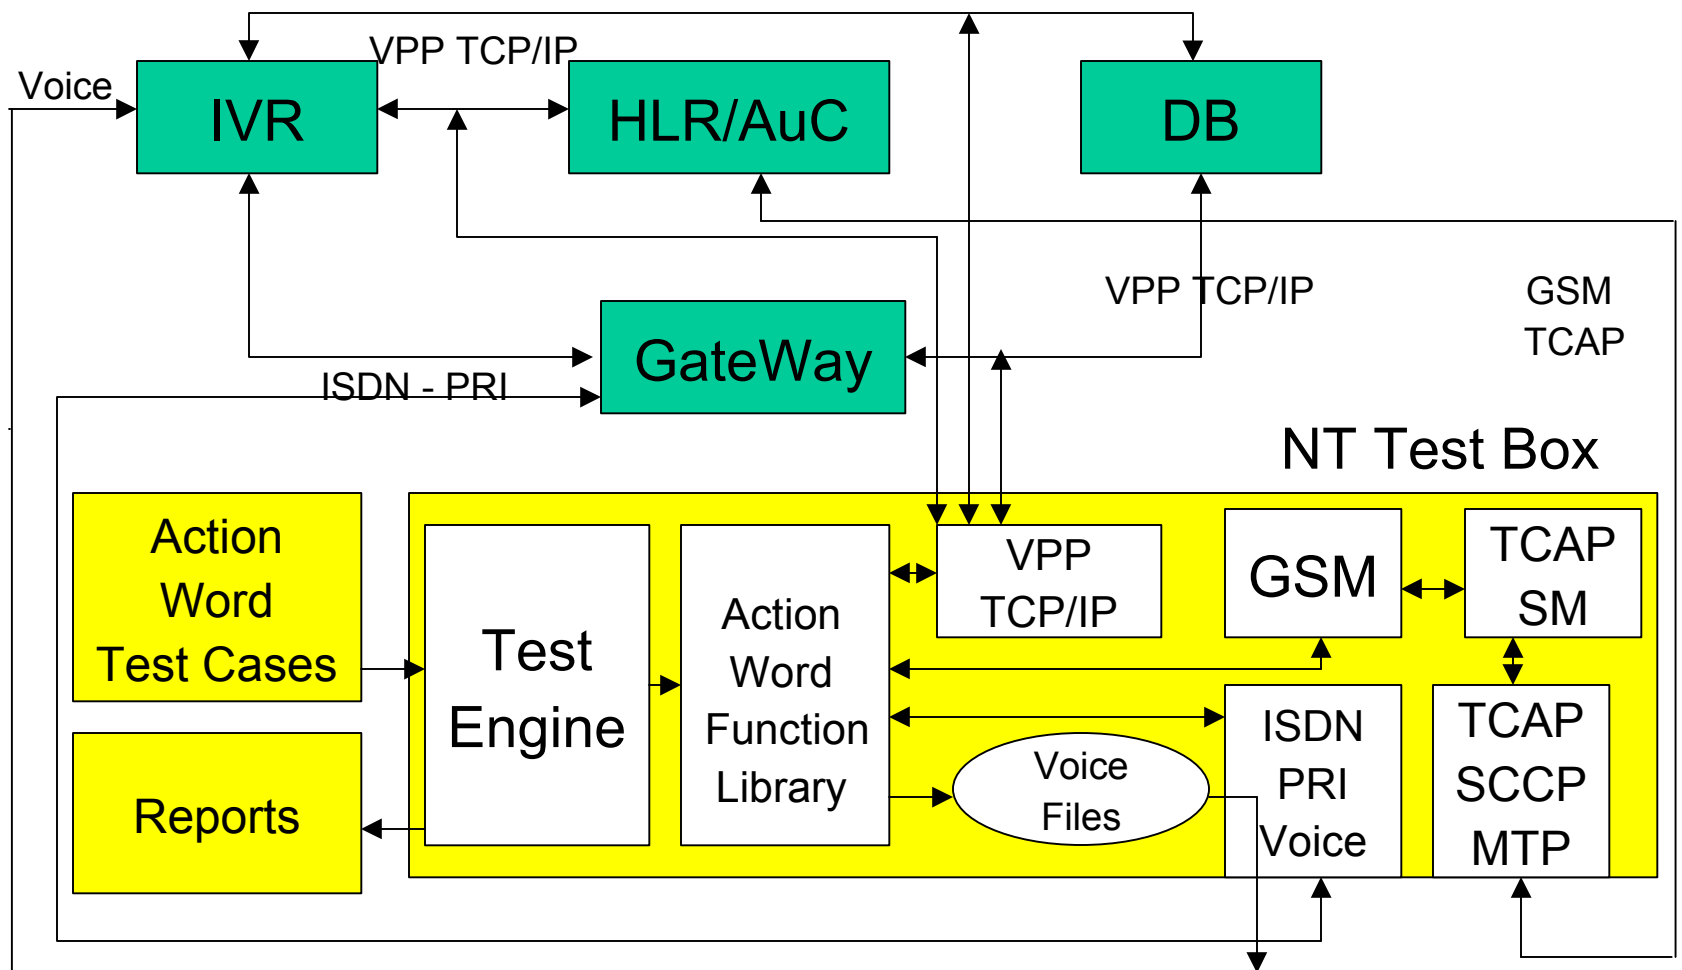 VPP TCP/IP
Voice
IVR
HLR/AuC
DB
VPP TCP/IP
GSM
TCAP
GateWay
ISDN - PRI
NT Test Box
Action
Word
Test Cases
Reports
Test
Engine
Action
Word
Function
Library
VPP
TCP/IP
GSM
TCAP
SM
Voice
Files
ISDN
PRI
Voice
TCAP
SCCP
MTP